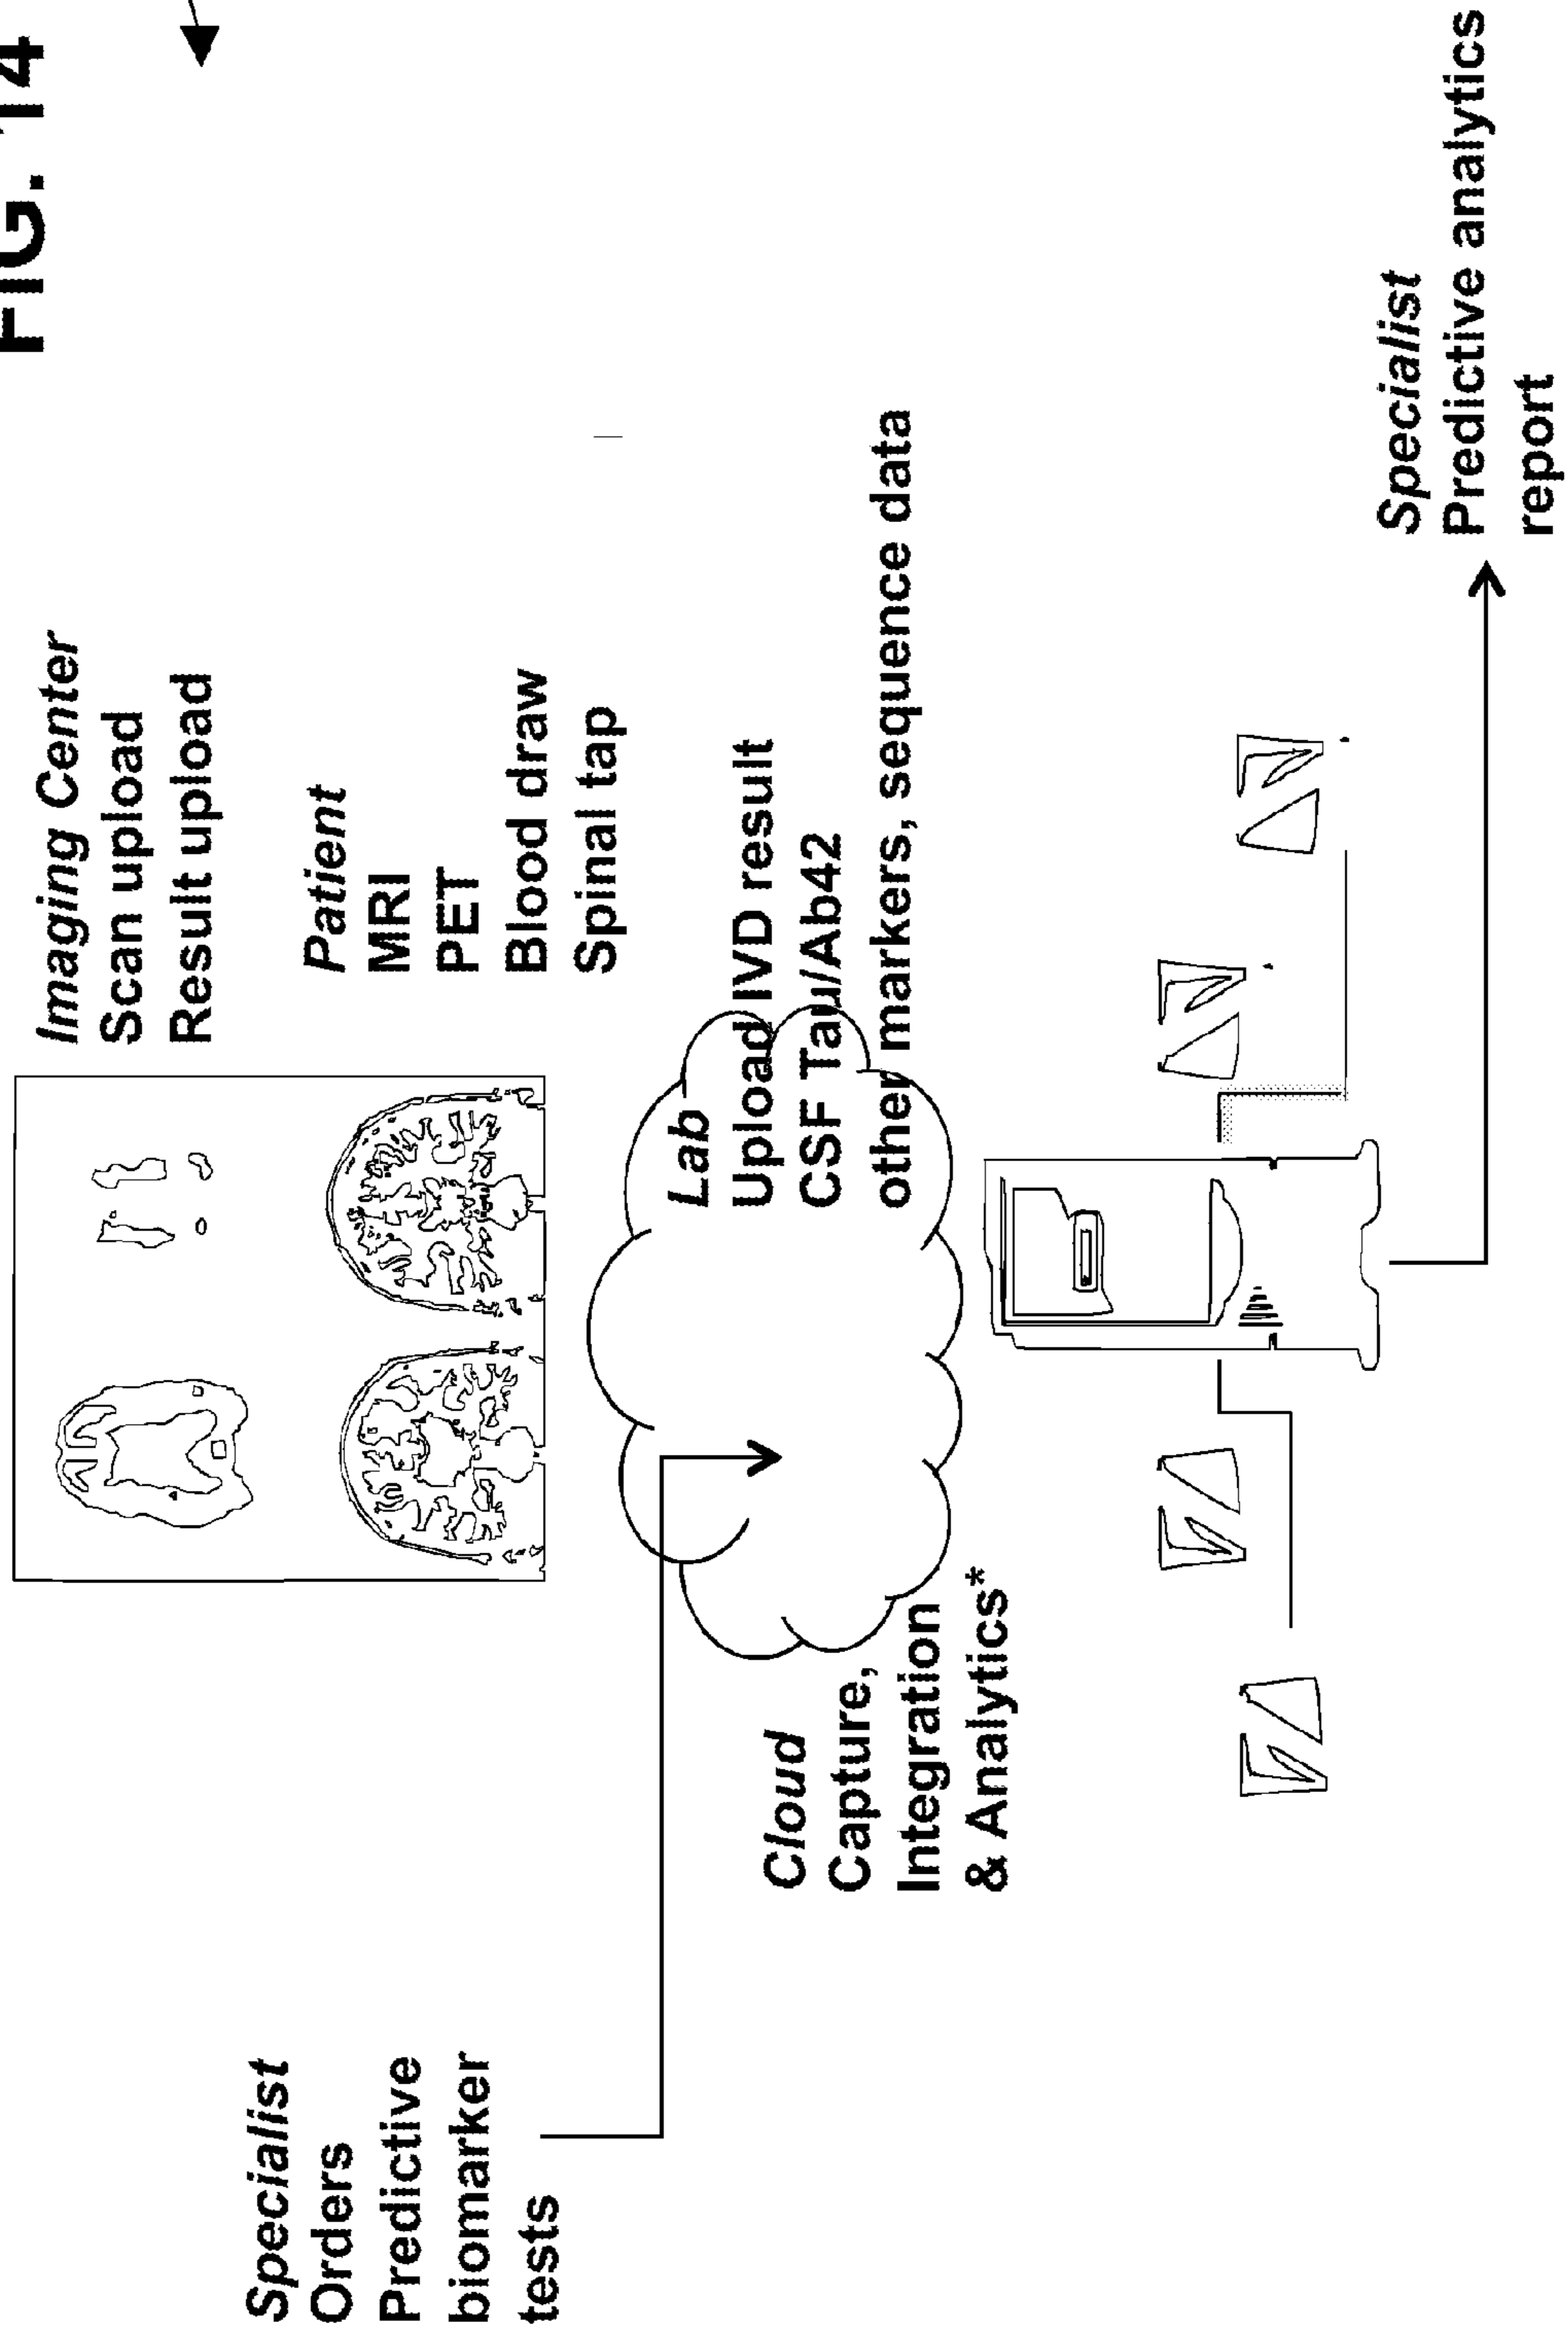 FIG. 14
Imaging Center
Scan upload
Result upload
Patient
MRI
PET
Blood draw
Spinal tap
Specialist
Orders
Predictive
biomarker
tests
Lab
Upload IVD result
CSF Tau/Ab42
other markers, sequence data
Cloud
Capture,
Integration
& Analytics*
Specialist
Predictive analytics
report